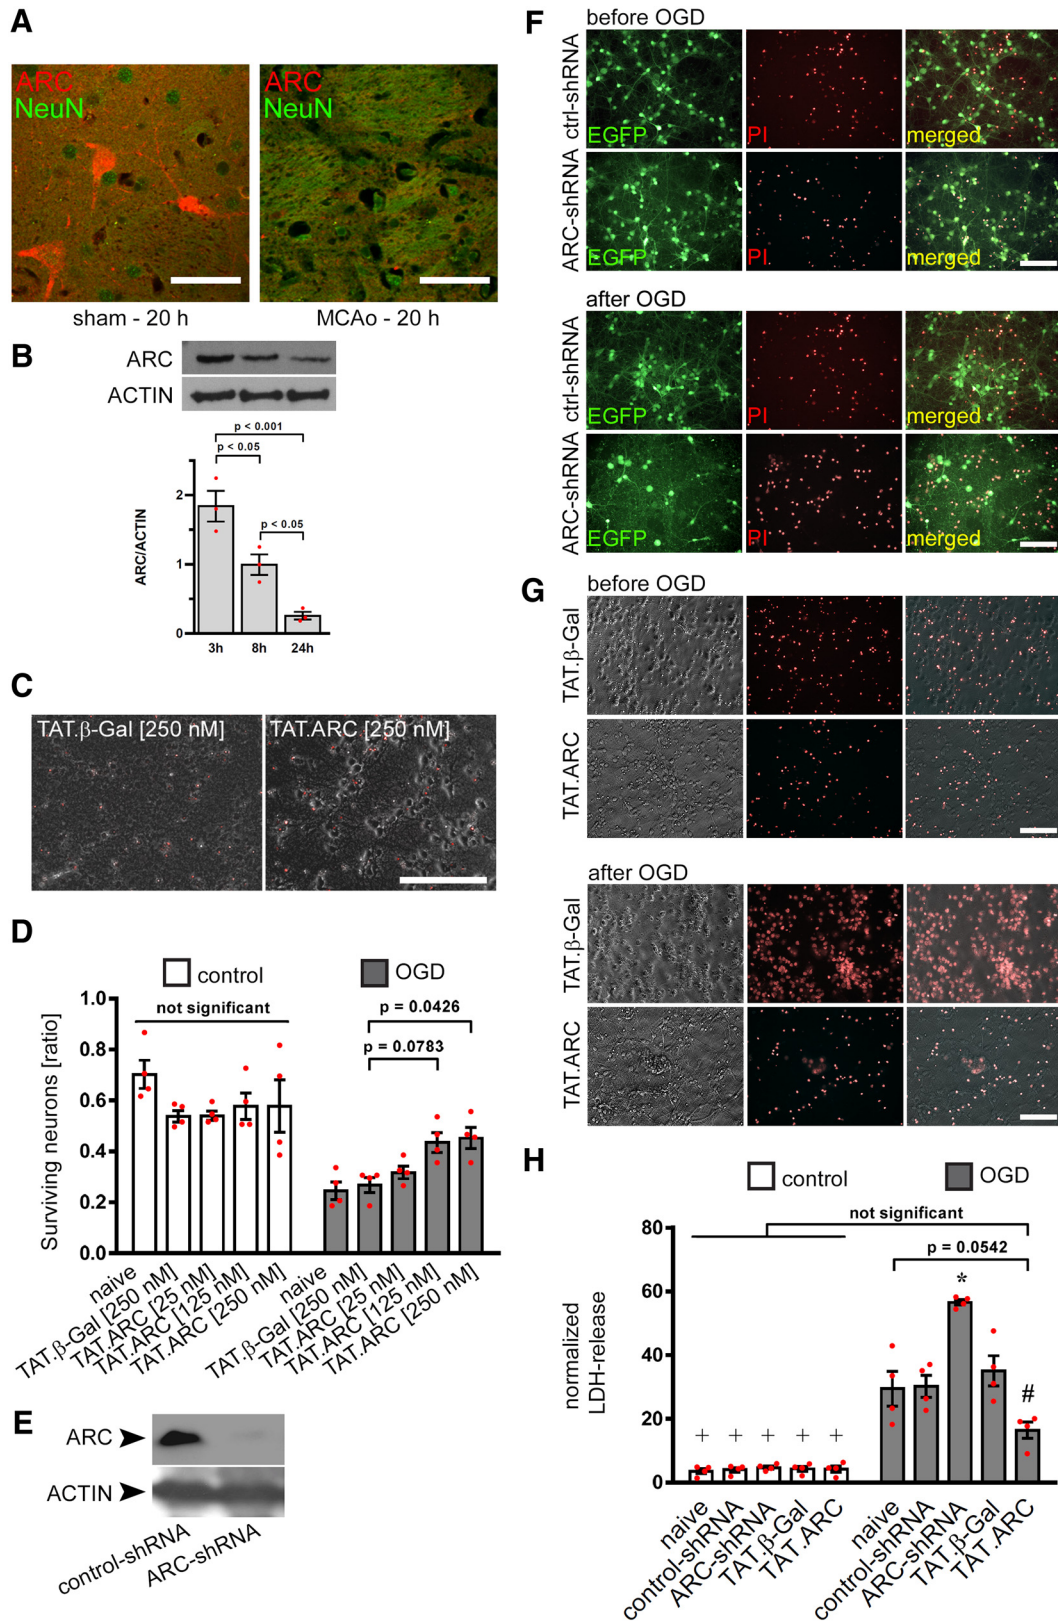 A
ARC
NeuN
ARC
NeuN
sham - 20 h
MCAo - 20 h
B
ARC
ACTIN
p < 0.001
p < 0.05
p < 0.05
ARC/ACTIN
2
1
0
3h
8h
24h
C
TAT.β-Gal [250 nM]
TAT.ARC [250 nM]
D
control
OGD
Surviving neurons [ratio]
1.0
0.8
0.6
0.4
0.2
0.0
not significant
p = 0.0426
p = 0.0783
naive
TAT.β-Gal [250 nM]
TAT.ARC [25 nM]
TAT.ARC [125 nM]
TAT.ARC [250 nM]
naive
TAT.β-Gal [250 nM]
TAT.ARC [25 nM]
TAT.ARC [125 nM]
TAT.ARC [250 nM]
E
ARC
ACTIN
control-shRNA
ARC-shRNA
F
before OGD
ctrl-shRNA
EGFP
PI
merged
ARC-shRNA
EGFP
PI
merged
after OGD
ctrl-shRNA
EGFP
PI
merged
ARC-shRNA
EGFP
PI
merged
G
before OGD
TAT.β-Gal
TAT.ARC
after OGD
TAT.β-Gal
TAT.ARC
H
control
OGD
normalized
LDH-release
80
60
40
20
0
not significant
p = 0.0542
*
#
+
+
+
+
+
naive
control-shRNA
ARC-shRNA
TAT.β-Gal
TAT.ARC
naive
control-shRNA
ARC-shRNA
TAT.β-Gal
TAT.ARC